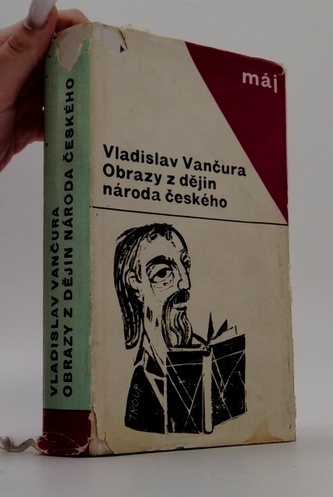 máj
Vladislav Vančura
Obrazy z dějin
národa českého
VLADISLAV VANČURA
OBRAZY Z DĚJIN NÁRODA ČESKÉHO